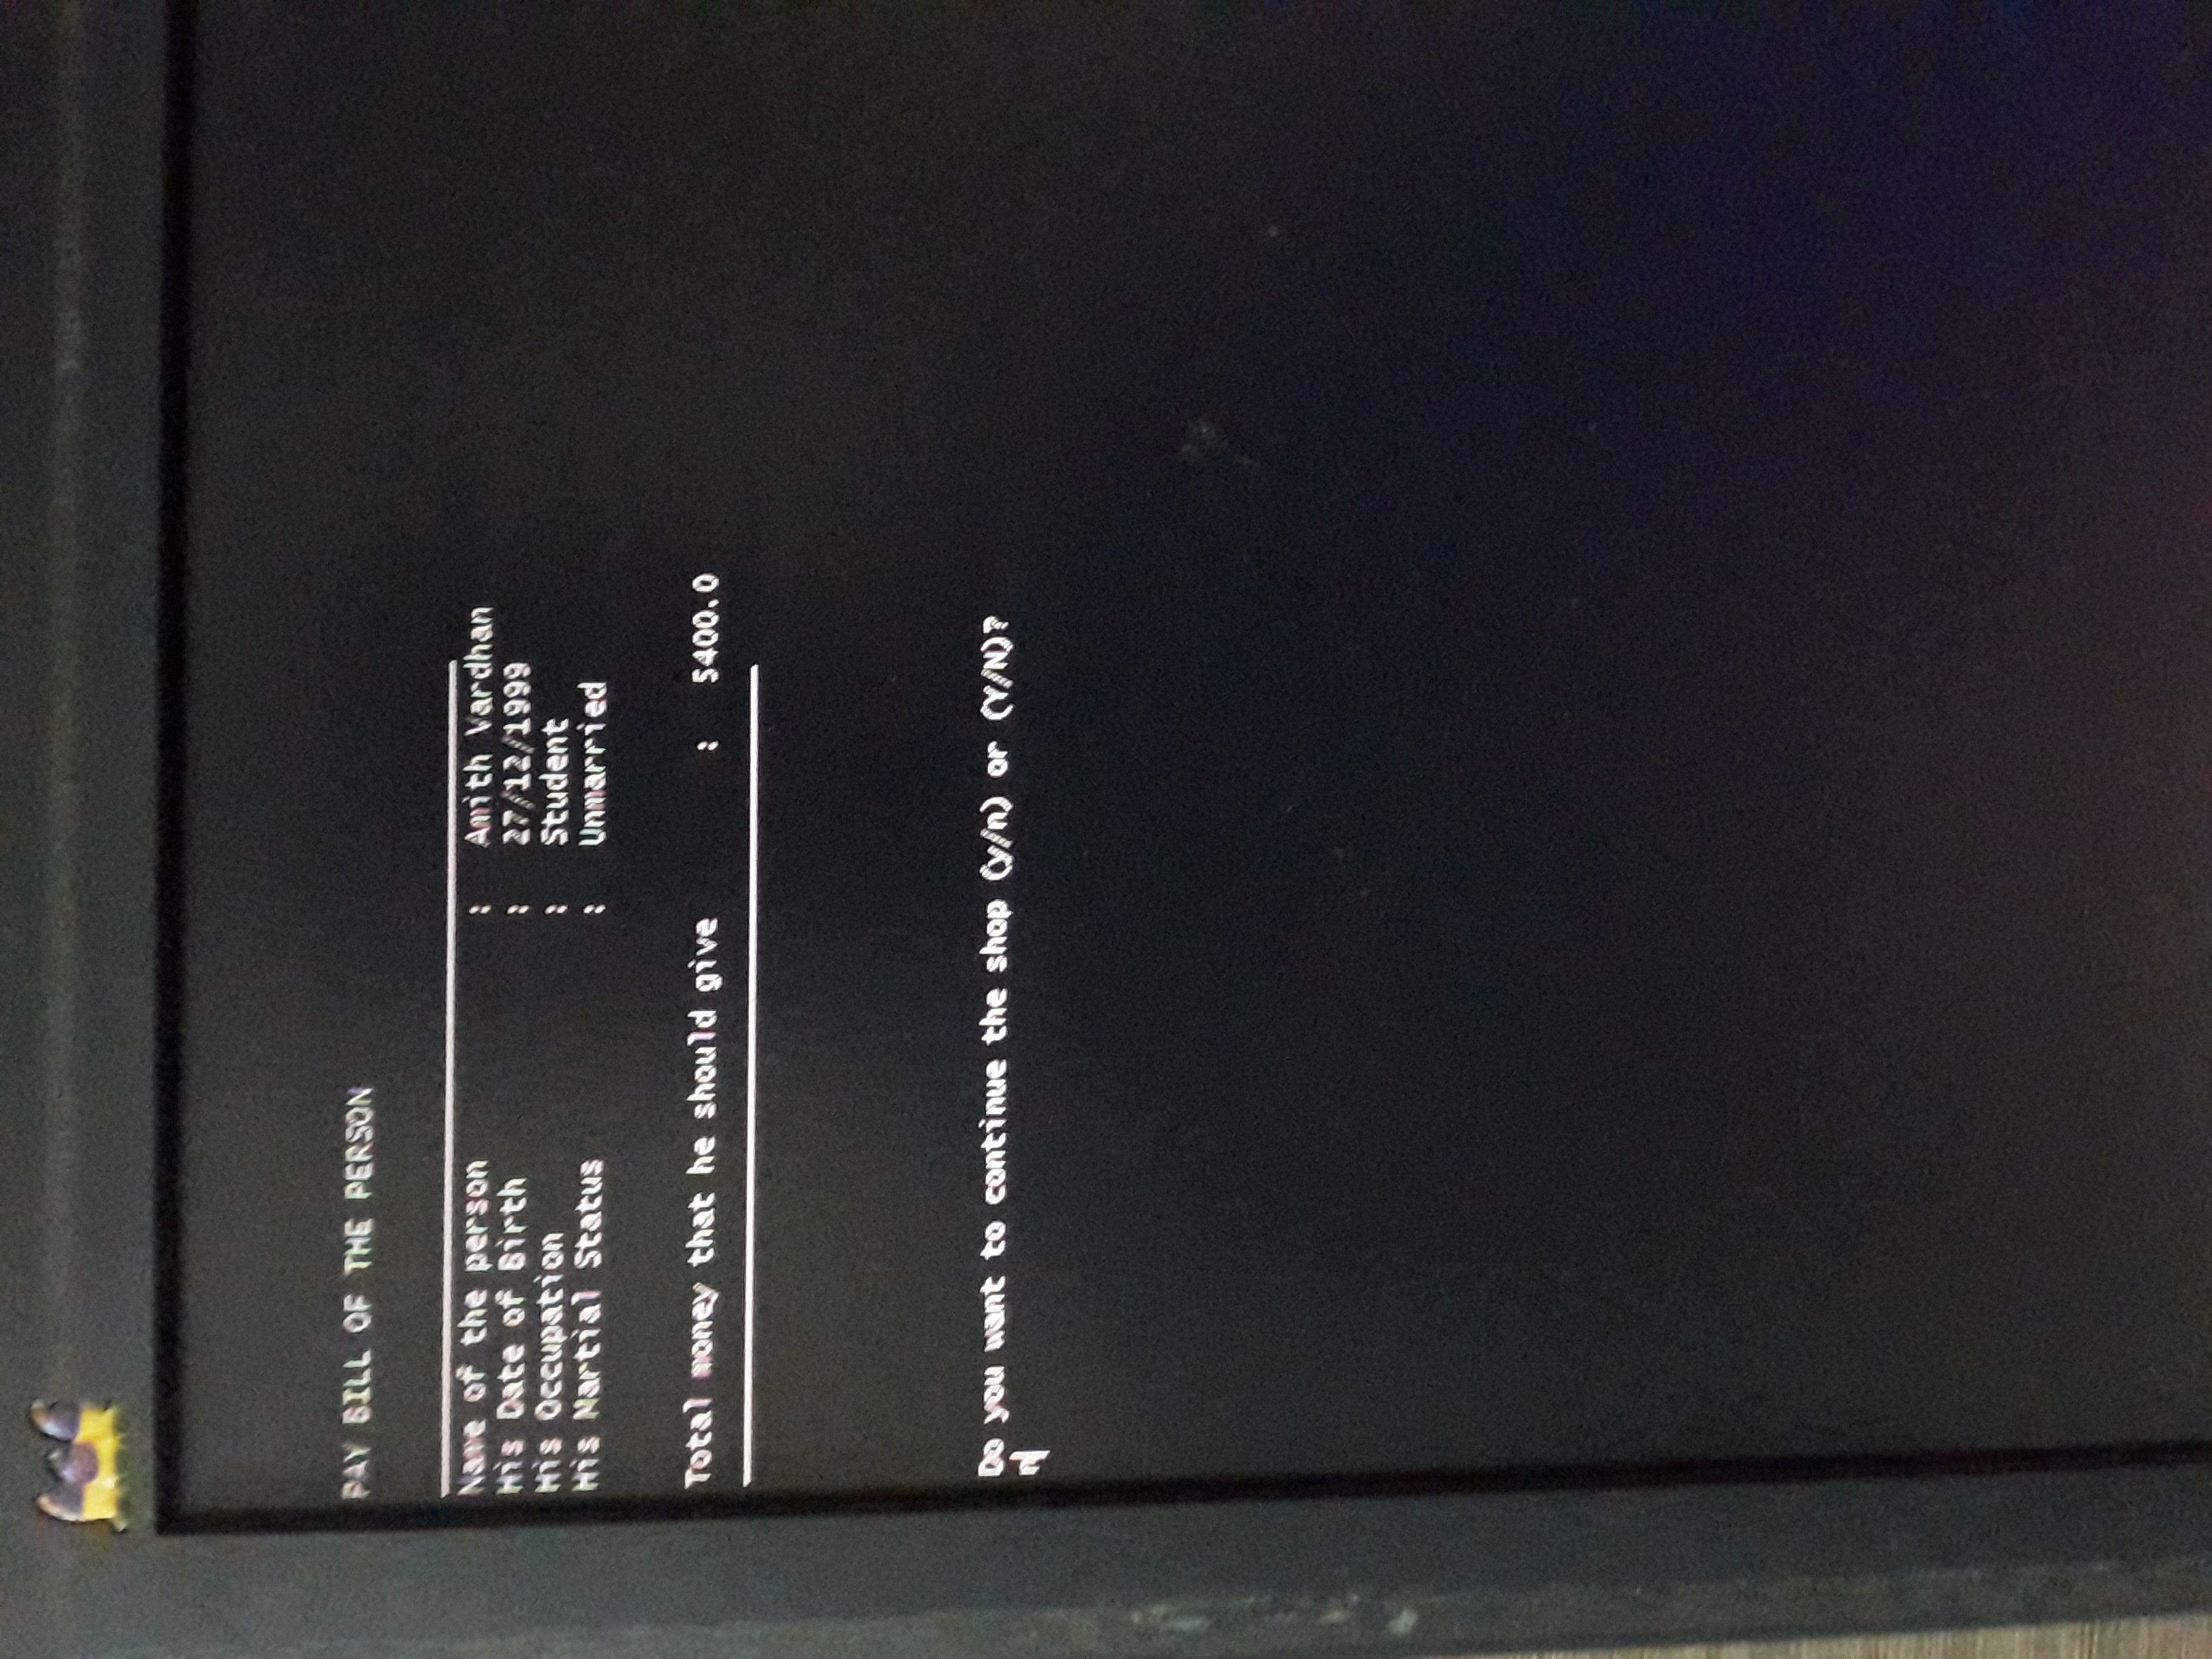 PAY BILL OF THE PERSON
Name of the person : Amith Vardhan
His Date of Birth : 27/12/1999
His Occupation : Student
His Martial Status : Unmarried
Total money that he should give : 5400.0
Do you want to continue the shop (y/n) or (Y/N)?
n